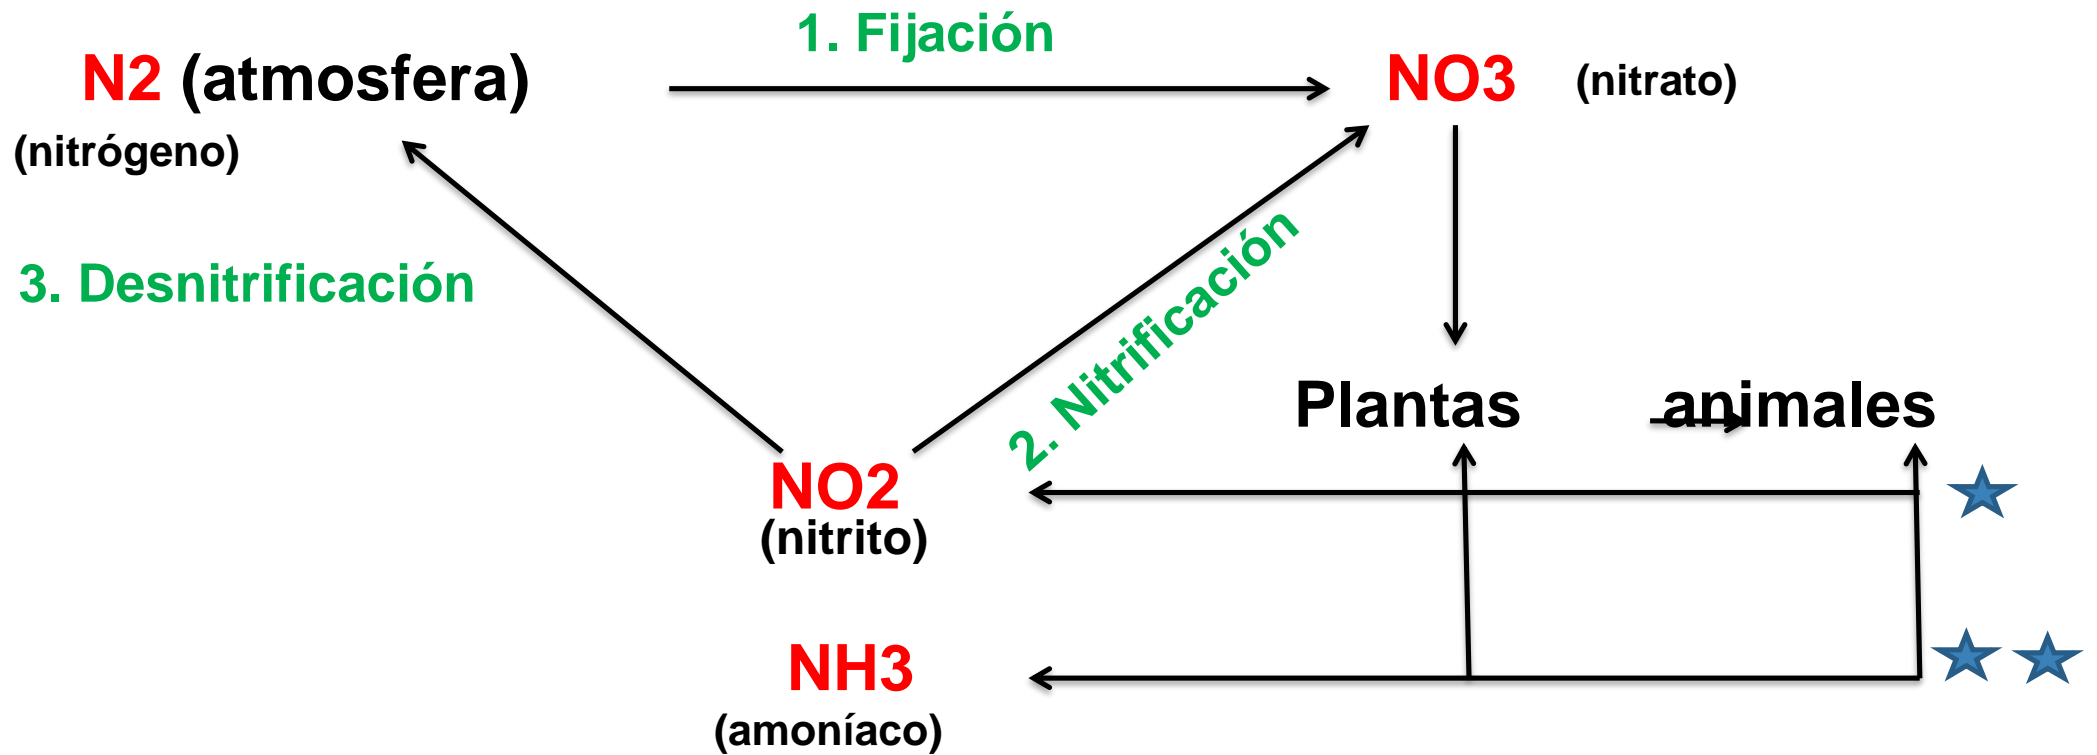 1. Fijación
N2 (atmosfera)
NO3 (nitrato)
(nitrógeno)
3. Desnitrificación
2. Nitrificación
Plantas animales
NO2
(nitrito)
NH3
(amoníaco)